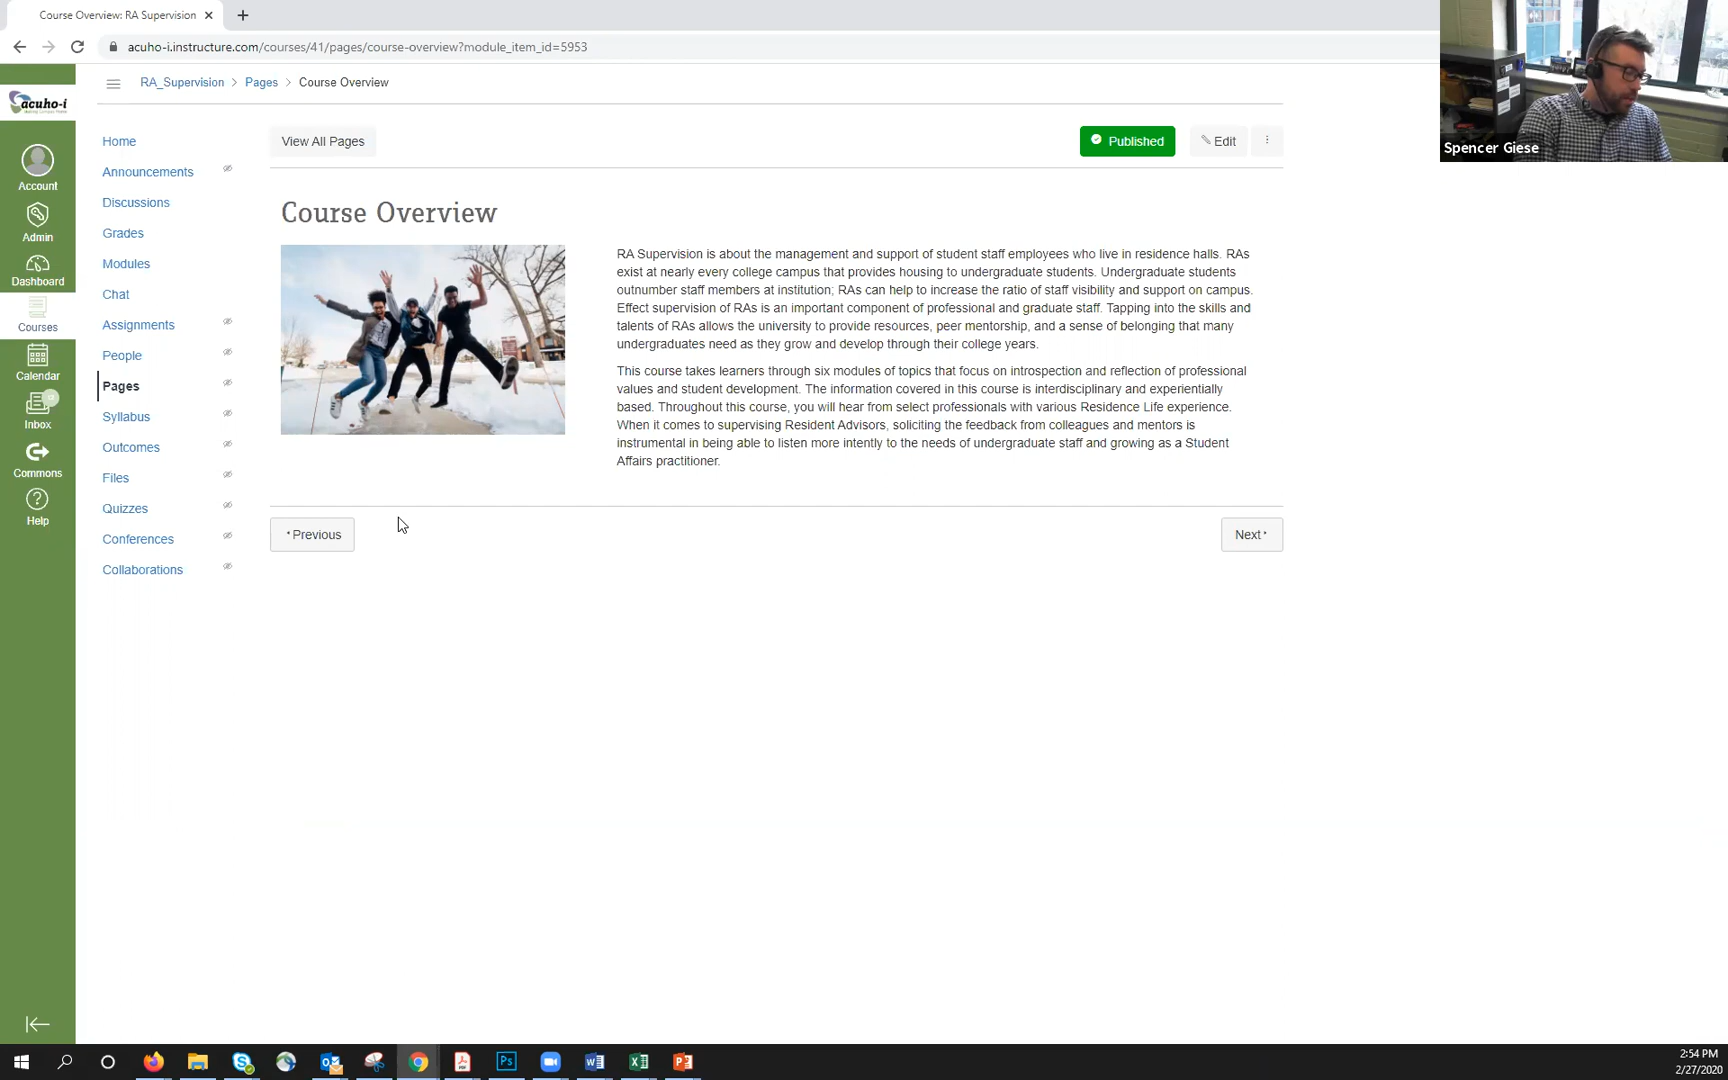 Course Overview: RA Supervision
acuho-i.instructure.com/courses/41/pages/course-overview?module_item_id=5953
Spencer Giese
acuho-i
RA_Supervision > Pages > Course Overview
Account
Admin
Dashboard
Courses
Calendar
Inbox
Commons
Help
Home
Announcements
Discussions
Grades
Modules
Chat
Assignments
People
Pages
Syllabus
Outcomes
Files
Quizzes
Conferences
Collaborations
View All Pages
Published
Edit
Course Overview
RA Supervision is about the management and support of student staff employees who live in residence halls. RAs
exist at nearly every college campus that provides housing to undergraduate students. Undergraduate students
outnumber staff members at institution; RAs can help to increase the ratio of staff visibility and support on campus.
Effect supervision of RAs is an important component of professional and graduate staff. Tapping into the skills and
talents of RAs allows the university to provide resources, peer mentorship, and a sense of belonging that many
undergraduates need as they grow and develop through their college years.
This course takes learners through six modules of topics that focus on introspection and reflection of professional
values and student development. The information covered in this course is interdisciplinary and experientially
based. Throughout this course, you will hear from select professionals with various Residence Life experience.
When it comes to supervising Resident Advisors, soliciting the feedback from colleagues and mentors is
instrumental in being able to listen more intently to the needs of undergraduate staff and growing as a Student
Affairs practitioner.
Previous
Next
Ps
2:54 PM
2/27/2020